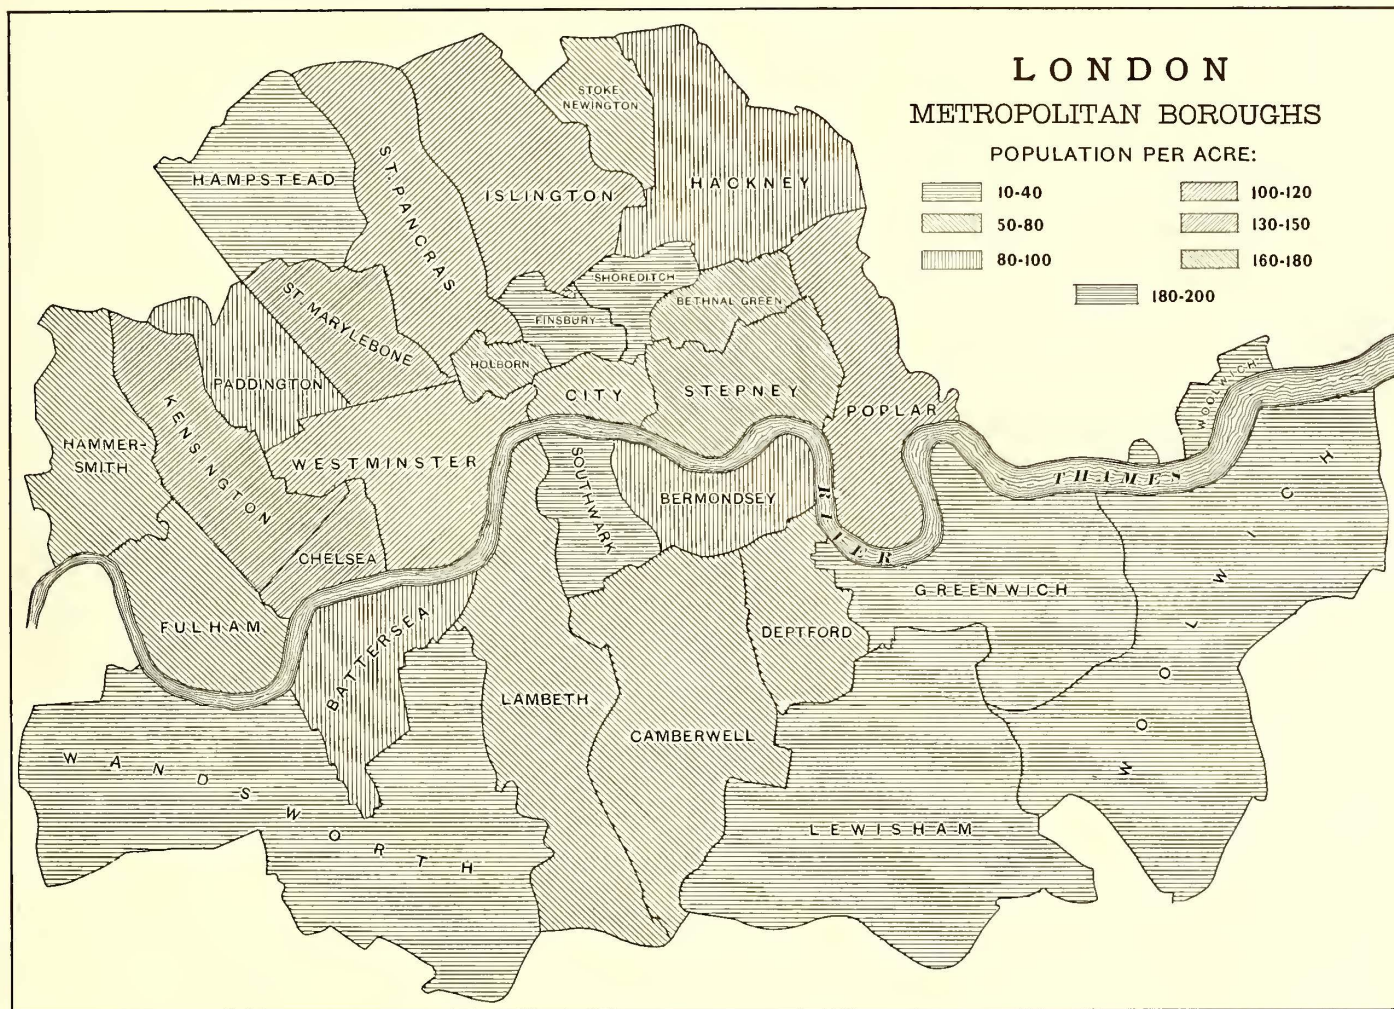 LONDON
METROPOLITAN BOROUGHS
POPULATION PER ACRE:
10-40
50-80
80-100
100-120
130-150
160-180
180-200
STOKE
NEWINGTON
HAMPSTEAD
ST. PANCRAS
ISLINGTON
HACKNEY
SHOREDITCH
BETHNAL GREEN
ST. MARYLEBONE
FINSBURY
HOLBORN
PADDINGTON
CITY
STEPNEY
POPLAR
WOOLWICH
KENSINGTON
HAMMER-
SMITH
WESTMINSTER
SOUTHWARK
BERMONDSEY
RIVER
THAMES
CHELSEA
FULHAM
BATTERSEA
GREENWICH
WOOLWICH
DEPTFORD
LAMBETH
CAMBERWELL
WANDSWORTH
LEWISHAM